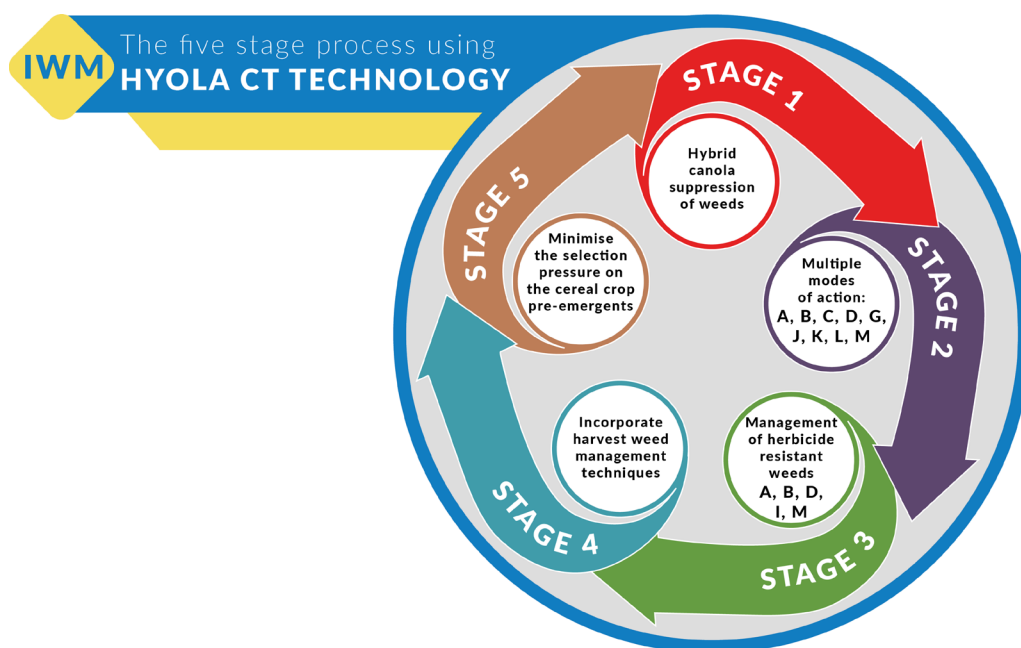 IWM
The five stage process using
HYOLA CT TECHNOLOGY
STAGE 1
Hybrid
canola
suppression
of weeds
STAGE 2
Multiple
modes
of action:
A, B, C, D, G,
J, K, L, M
STAGE 3
Management
of herbicide
resistant
weeds
A, B, D,
I, M
STAGE 4
Incorporate
harvest weed
management
techniques
STAGE 5
Minimise
the selection
pressure on
the cereal crop
pre-emergents